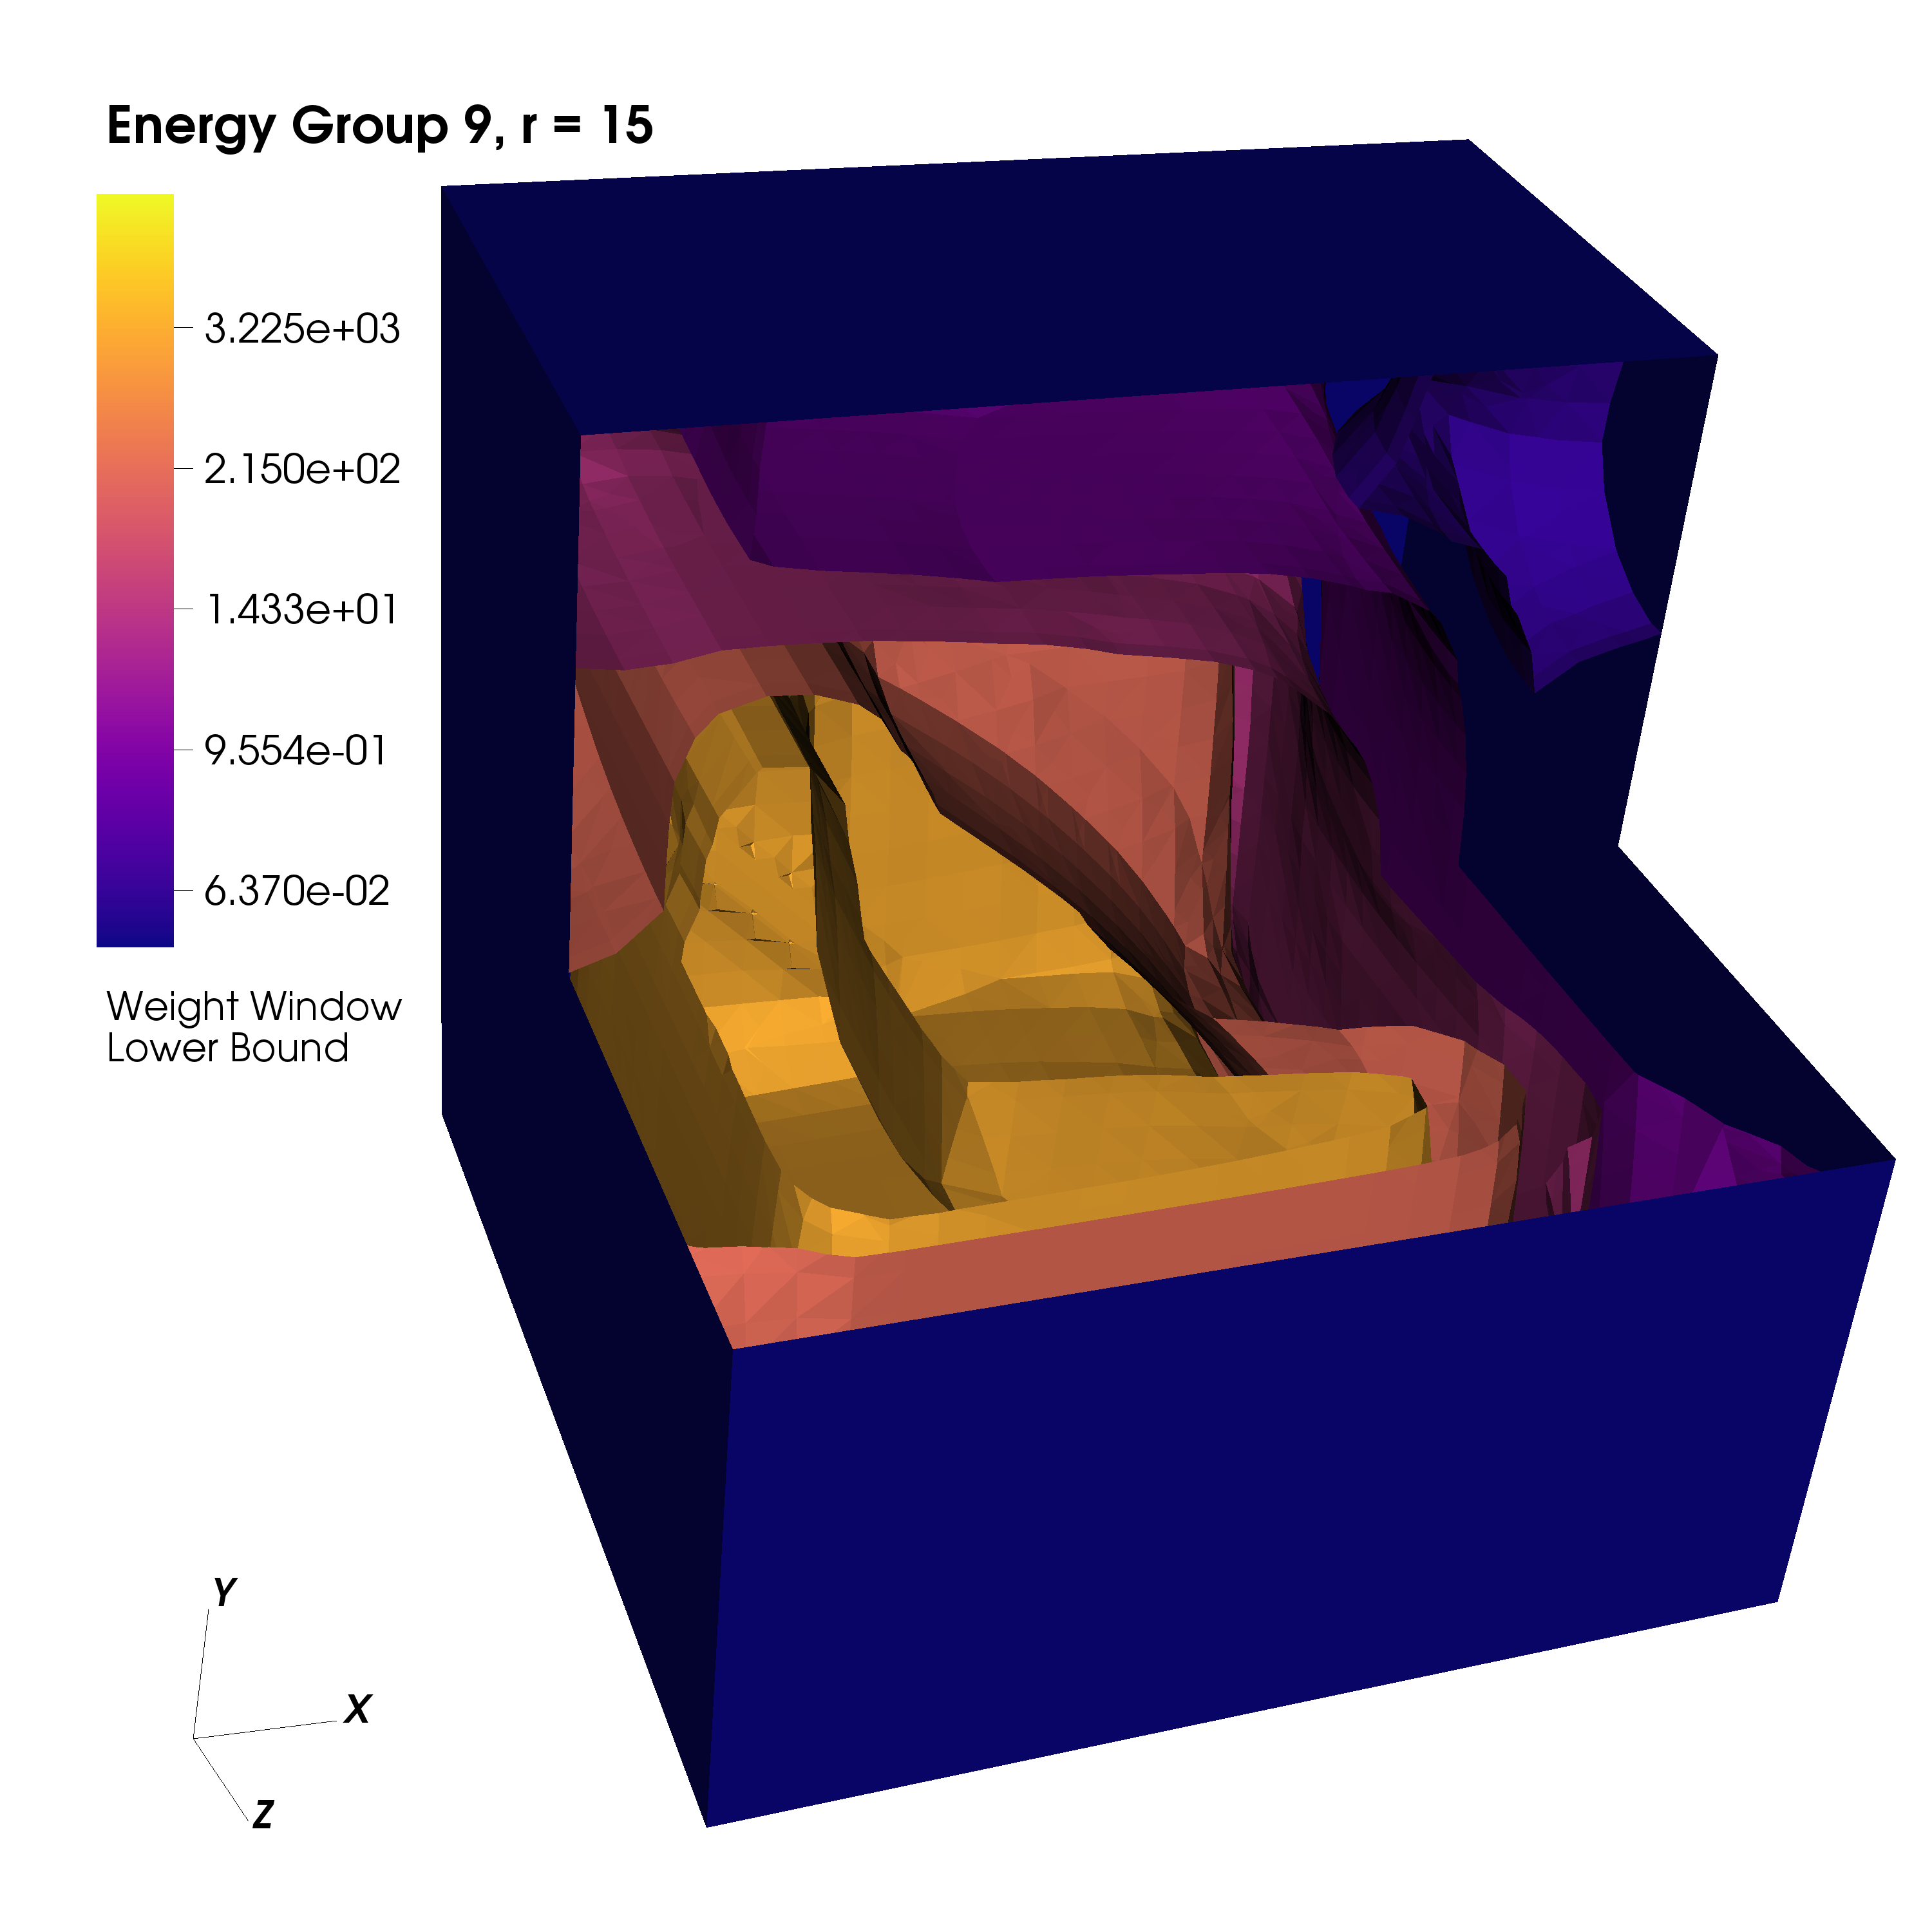 Energy Group 9, r = 15
3.225e+03
2.150e+02
1.433e+01
9.554e-01
6.370e-02
Weight Window
Lower Bound
Y
X
Z